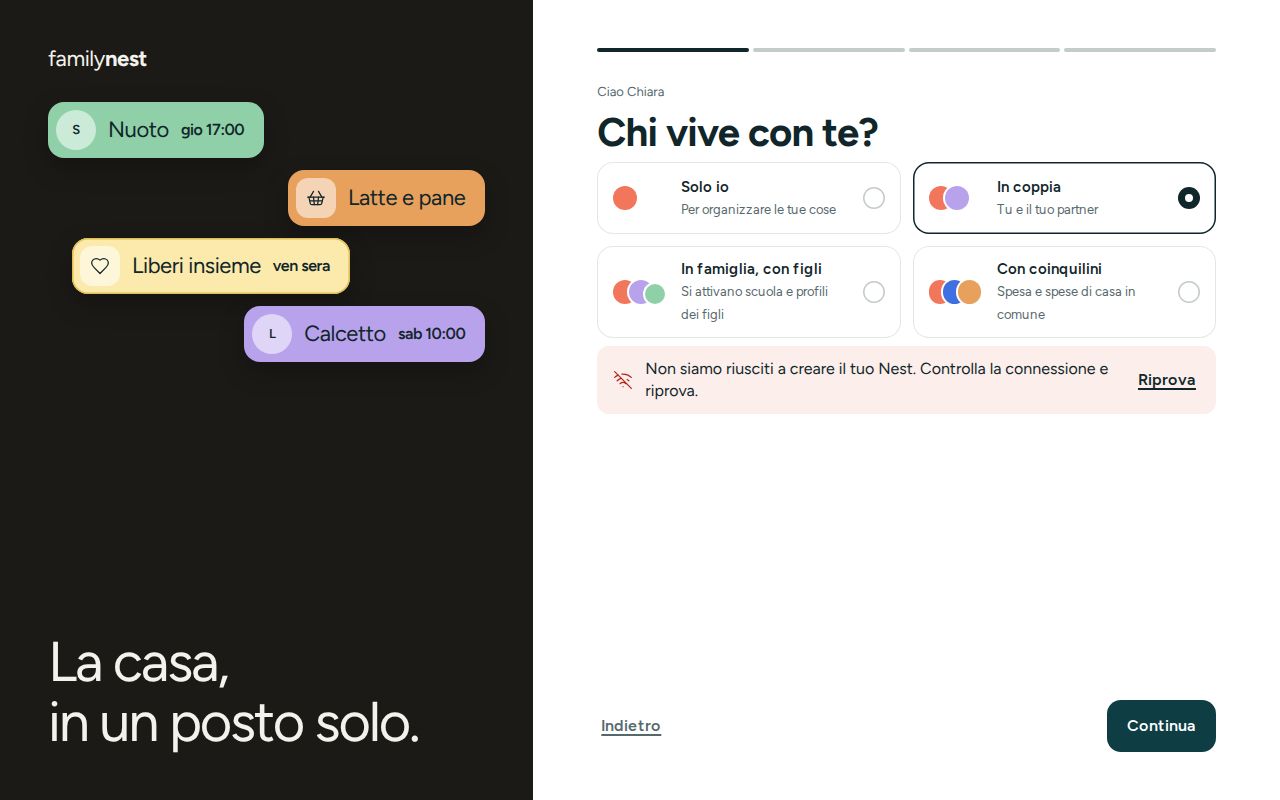 familynest
S
Nuoto gio 17:00
Latte e pane
Liberi insieme ven sera
L
Calcetto sab 10:00
La casa,
in un posto solo.
Ciao Chiara
Chi vive con te?
Solo io
Per organizzare le tue cose
In coppia
Tu e il tuo partner
In famiglia, con figli
Si attivano scuola e profili
dei figli
Con coinquilini
Spesa e spese di casa in
comune
Non siamo riusciti a creare il tuo Nest. Controlla la connessione e
riprova.
Riprova
Indietro
Continua